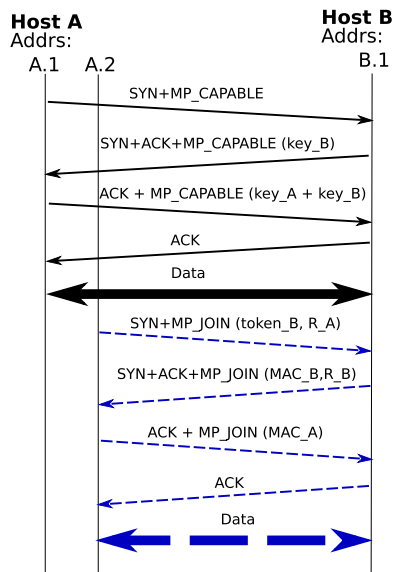 Host A
Addrs:
A.1
A.2
Host B
Addrs:
B.1
SYN+MP_CAPABLE
SYN+ACK+MP_CAPABLE (key_B)
ACK + MP_CAPABLE (key_A + key_B)
ACK
Data
SYN+MP_JOIN (token_B, R_A)
SYN+ACK+MP_JOIN (MAC_B,R_B)
ACK + MP_JOIN (MAC_A)
ACK
Data